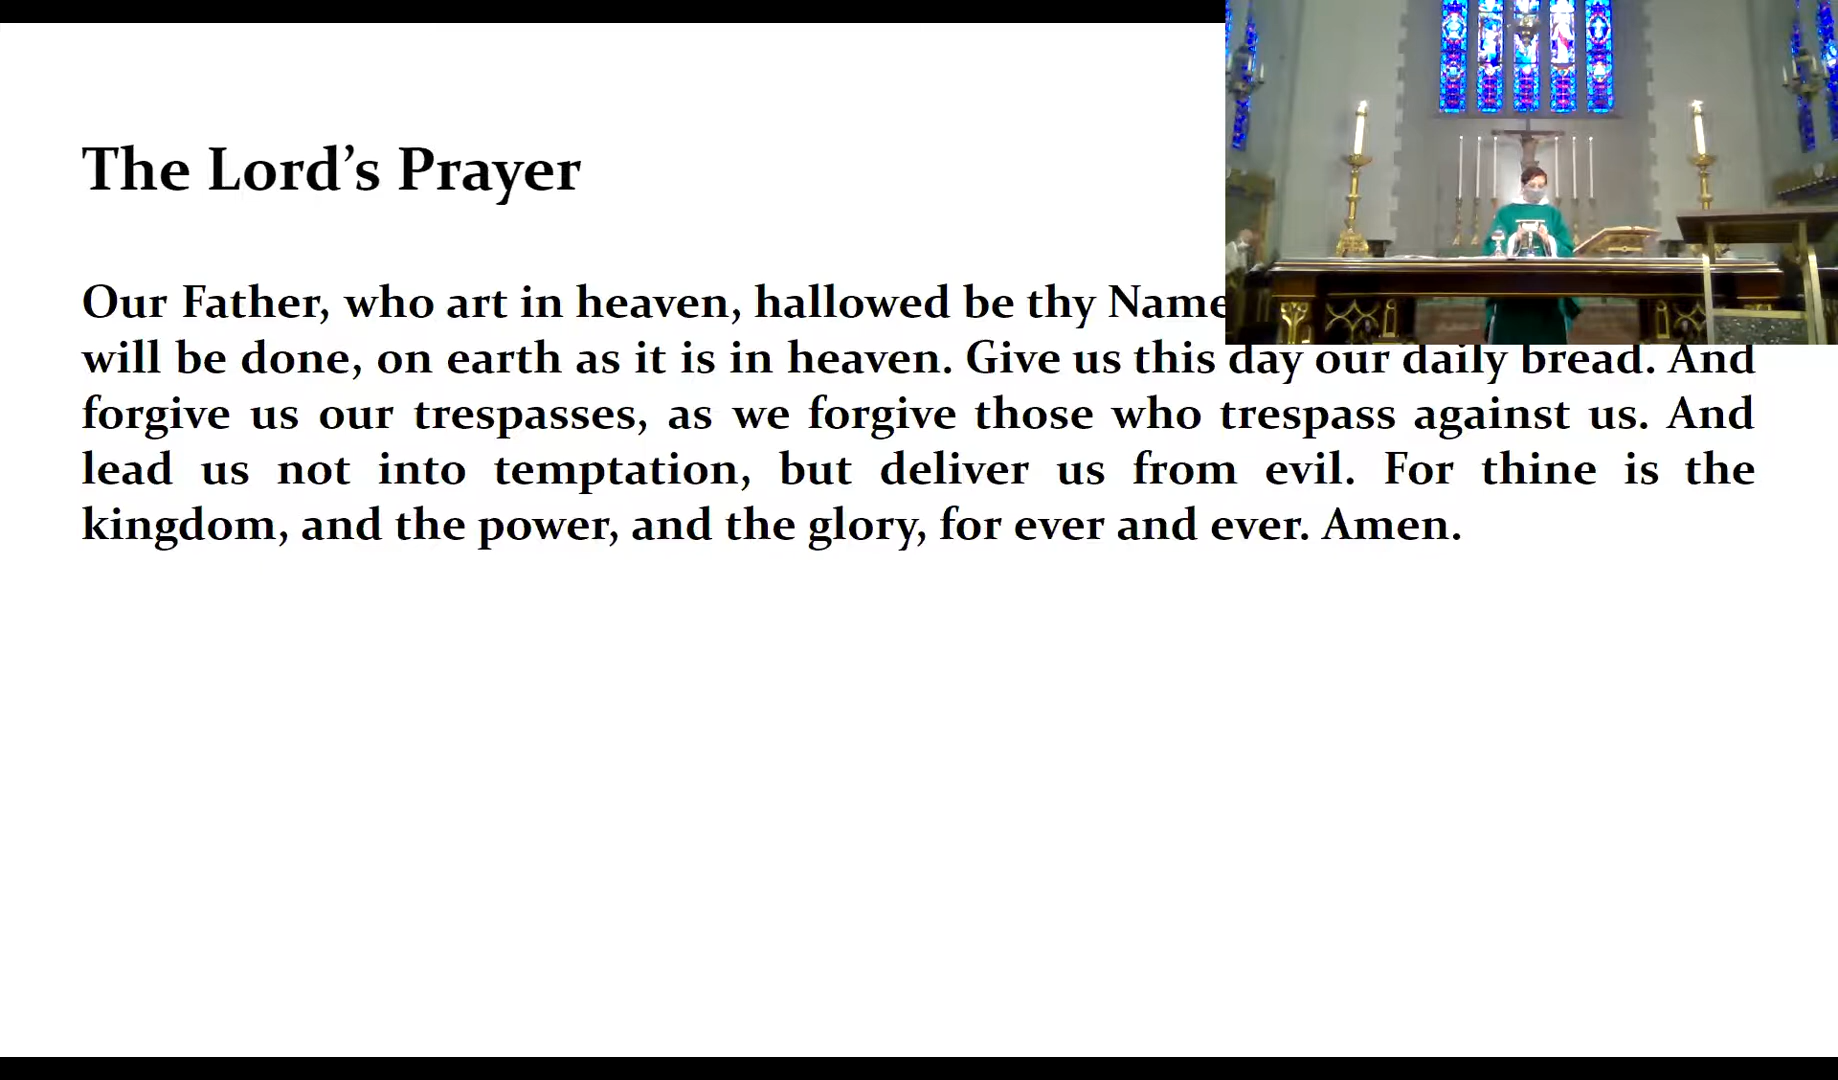 The Lord’s Prayer
Our Father, who art in heaven, hallowed be thy Name
will be done, on earth as it is in heaven. Give us this day our daily bread. And
forgive us our trespasses, as we forgive those who trespass against us. And
lead us not into temptation, but deliver us from evil. For thine is the
kingdom, and the power, and the glory, for ever and ever. Amen.